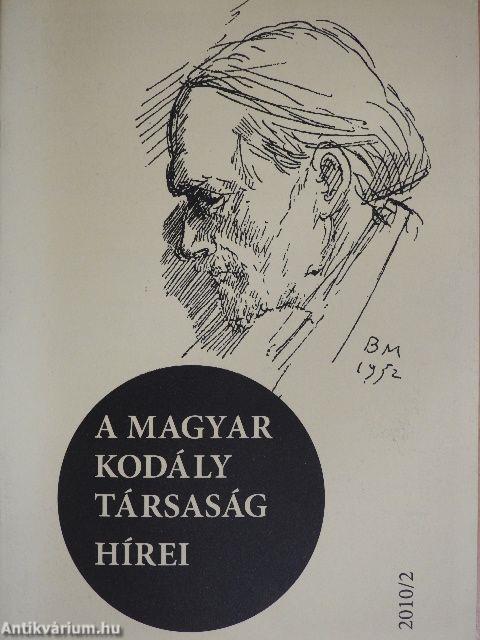 BM
1952
A MAGYAR
KODÁLY
TÁRSASÁG
HÍREI
2010/2
Antikvárium.hu